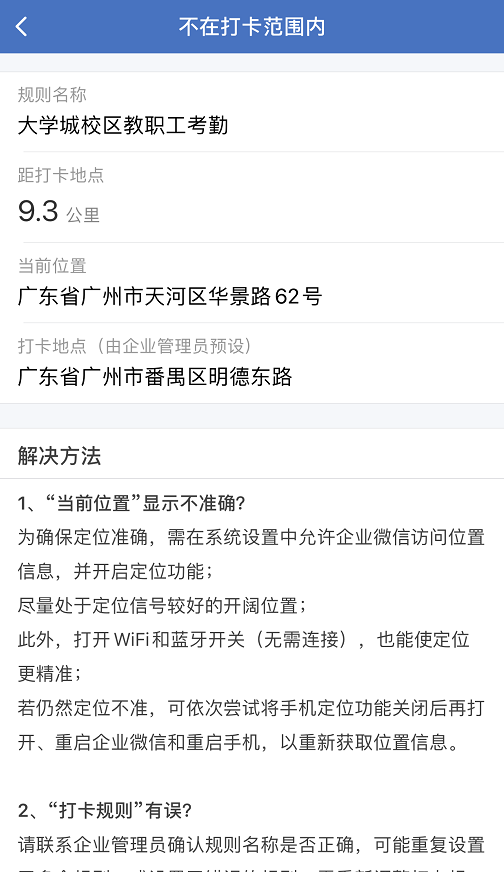 不在打卡范围内
规则名称
大学城校区教职工考勤
距打卡地点
9.3 公里
当前位置
广东省广州市天河区华景路62号
打卡地点（由企业管理员预设）
广东省广州市番禺区明德东路
解决方法
1、“当前位置”显示不准确？
为确保定位准确，需在系统设置中允许企业微信访问位置
信息，并开启定位功能；
尽量处于定位信号较好的开阔位置；
此外，打开WiFi和蓝牙开关（无需连接），也能使定位
更精准；
若仍然定位不准，可依次尝试将手机定位功能关闭后再打
开、重启企业微信和重启手机，以重新获取位置信息。
2、“打卡规则”有误？
请联系企业管理员确认规则名称是否正确，可能重复设置